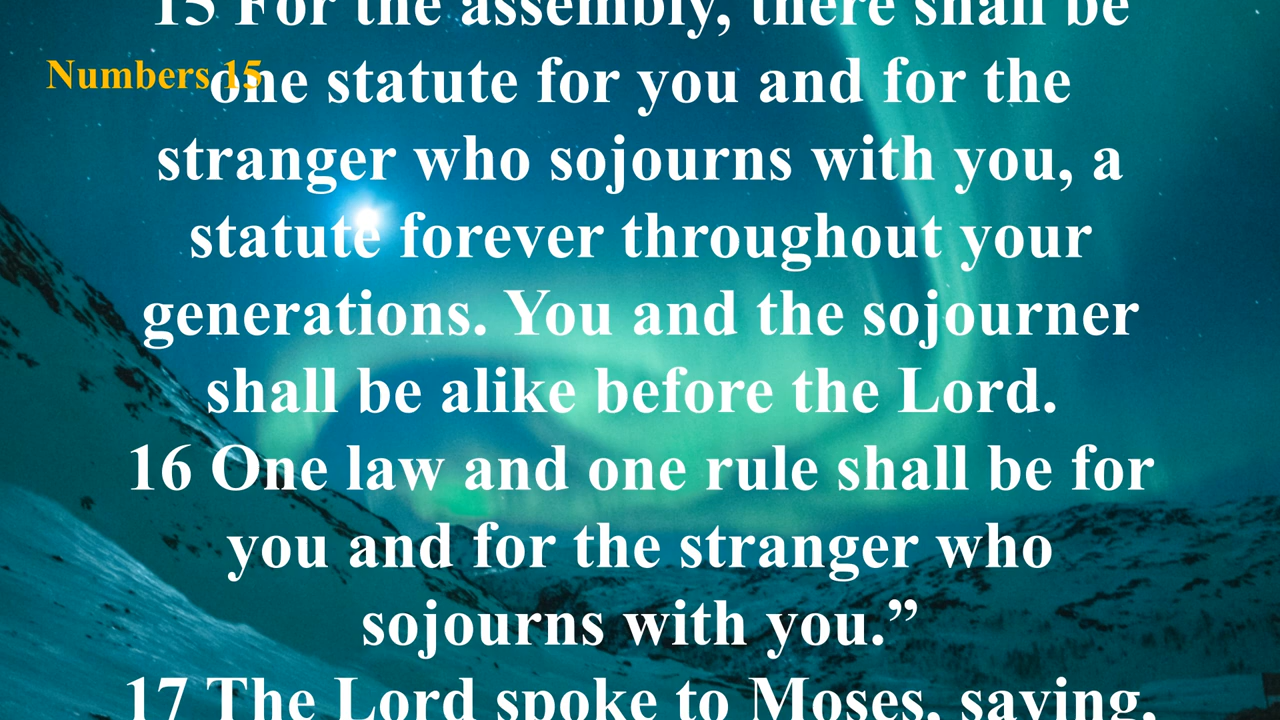 15 For the assembly, there shall be
Numbers 15
one statute for you and for the
stranger who sojourns with you, a
statute forever throughout your
generations. You and the sojourner
shall be alike before the Lord.
16 One law and one rule shall be for
you and for the stranger who
sojourns with you.”
17 The Lord spoke to Moses, saying,